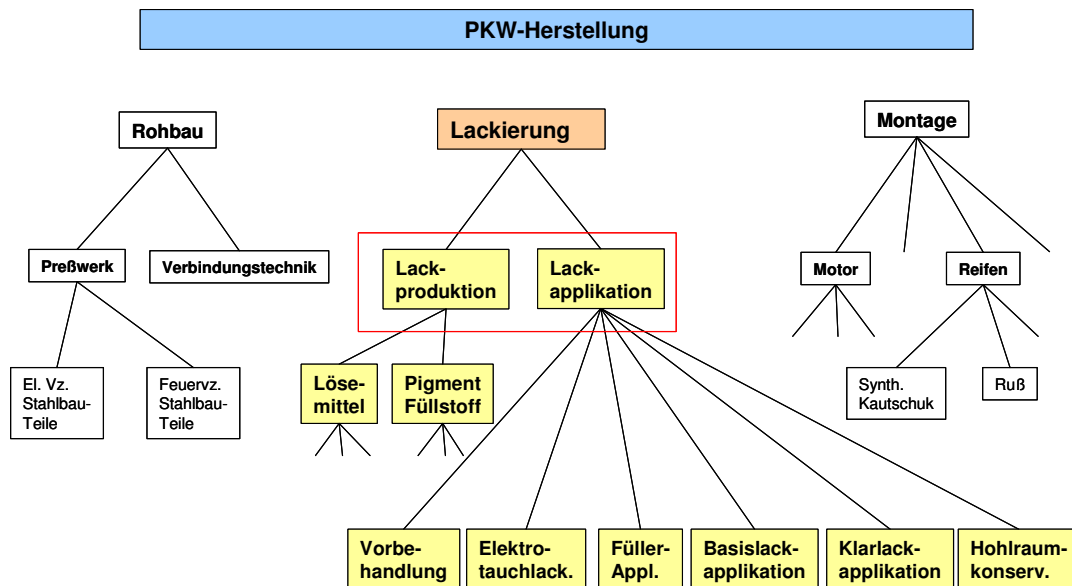 PKW-Herstellung
Rohbau
Lackierung
Montage
Preßwerk
Verbindungstechnik
Lack-
produktion
Lack-
applikation
Motor
Reifen
El. Vz.
Stahlbau-
Teile
Feuervz.
Stahlbau-
Teile
Löse-
mittel
Pigment
Füllstoff
Synth.
Kautschuk
Ruß
Vorbe-
handlung
Elektro-
tauchlack.
Füller-
Appl.
Basislack-
applikation
Klarlack-
applikation
Hohlraum-
konserv.